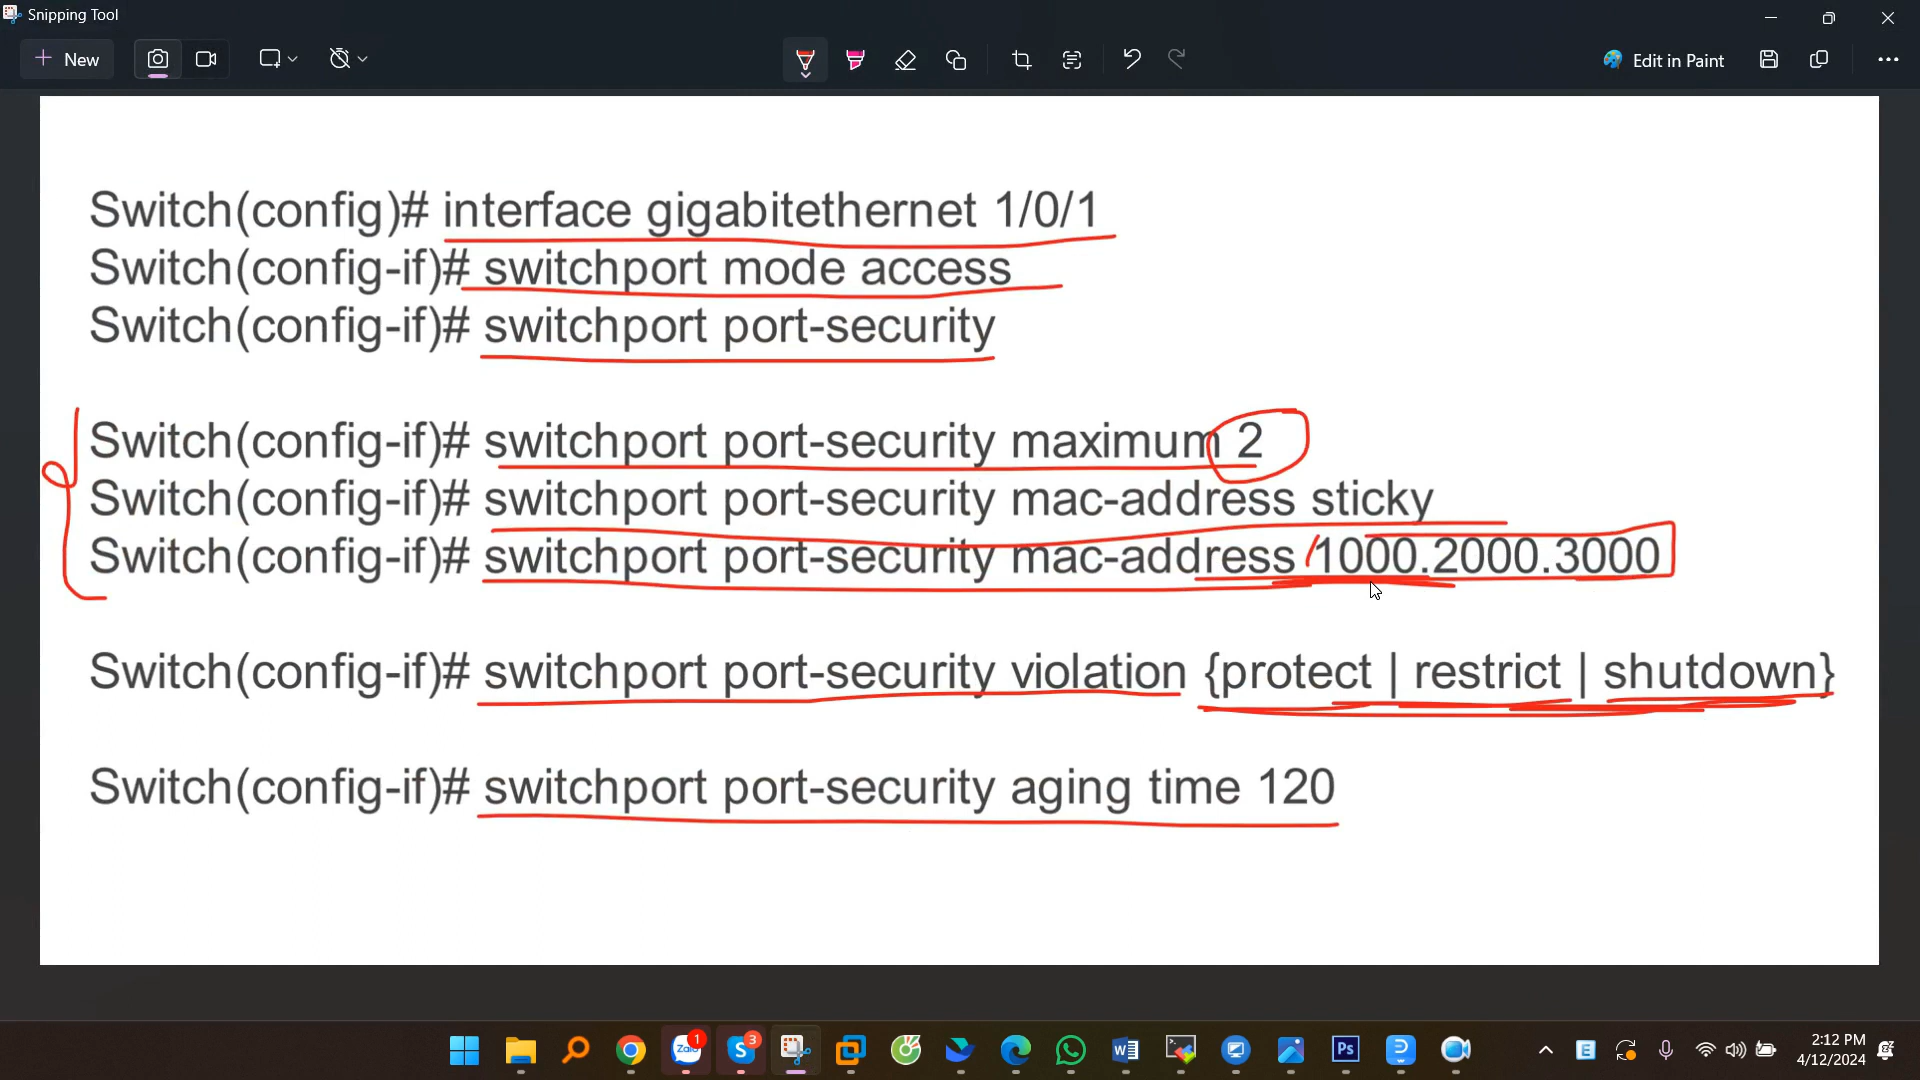 Snipping Tool
New
Edit in Paint
Switch(config)# interface gigabitethernet 1/0/1
Switch(config-if)# switchport mode access
Switch(config-if)# switchport port-security
Switch(config-if)# switchport port-security maximum 2
Switch(config-if)# switchport port-security mac-address sticky
Switch(config-if)# switchport port-security mac-address 1000.2000.3000
Switch(config-if)# switchport port-security violation {protect | restrict | shutdown}
Switch(config-if)# switchport port-security aging time 120
Zalo
1
S
3
W
Ps
E
2:12 PM
4/12/2024